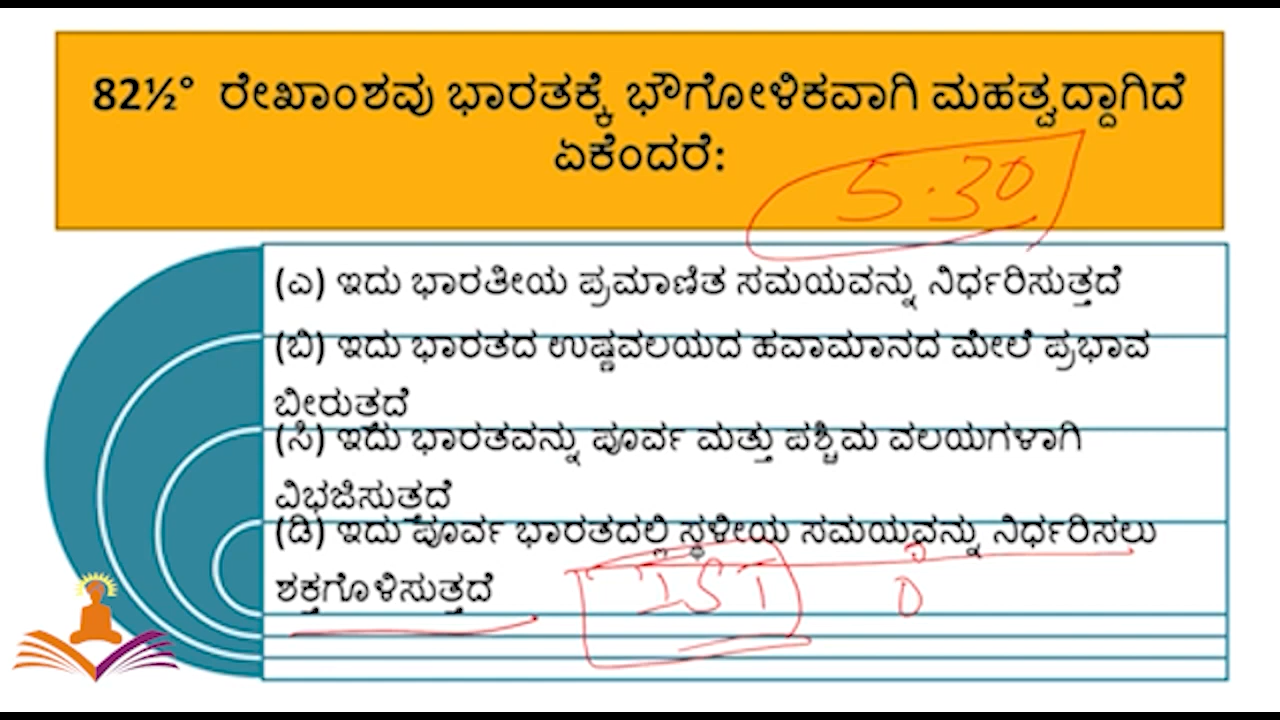 82½° ರೇಖಾಂಶವು ಭಾರತಕ್ಕೆ ಭೌಗೋಳಿಕವಾಗಿ ಮಹತ್ವದ್ದಾಗಿದೆ
ಏಕೆಂದರೆ:
5.30
(ಎ) ಇದು ಭಾರತೀಯ ಪ್ರಮಾಣಿತ ಸಮಯವನ್ನು ನಿರ್ಧರಿಸುತ್ತದೆ
(ಬಿ) ಇದು ಭಾರತದ ಉಷ್ಣವಲಯದ ಹವಾಮಾನದ ಮೇಲೆ ಪ್ರಭಾವ
ಬೀರುತ್ತದೆ
(ಸಿ) ಇದು ಭಾರತವನ್ನು ಪೂರ್ವ ಮತ್ತು ಪಶ್ಚಿಮ ವಲಯಗಳಾಗಿ
ವಿಭಜಿಸುತ್ತದೆ
(ಡಿ) ಇದು ಪೂರ್ವ ಭಾರತದಲ್ಲಿ ಸ್ಥಳೀಯ ಸಮಯವನ್ನು ನಿರ್ಧರಿಸಲು
ಶಕ್ತಗೊಳಿಸುತ್ತದೆ
IST